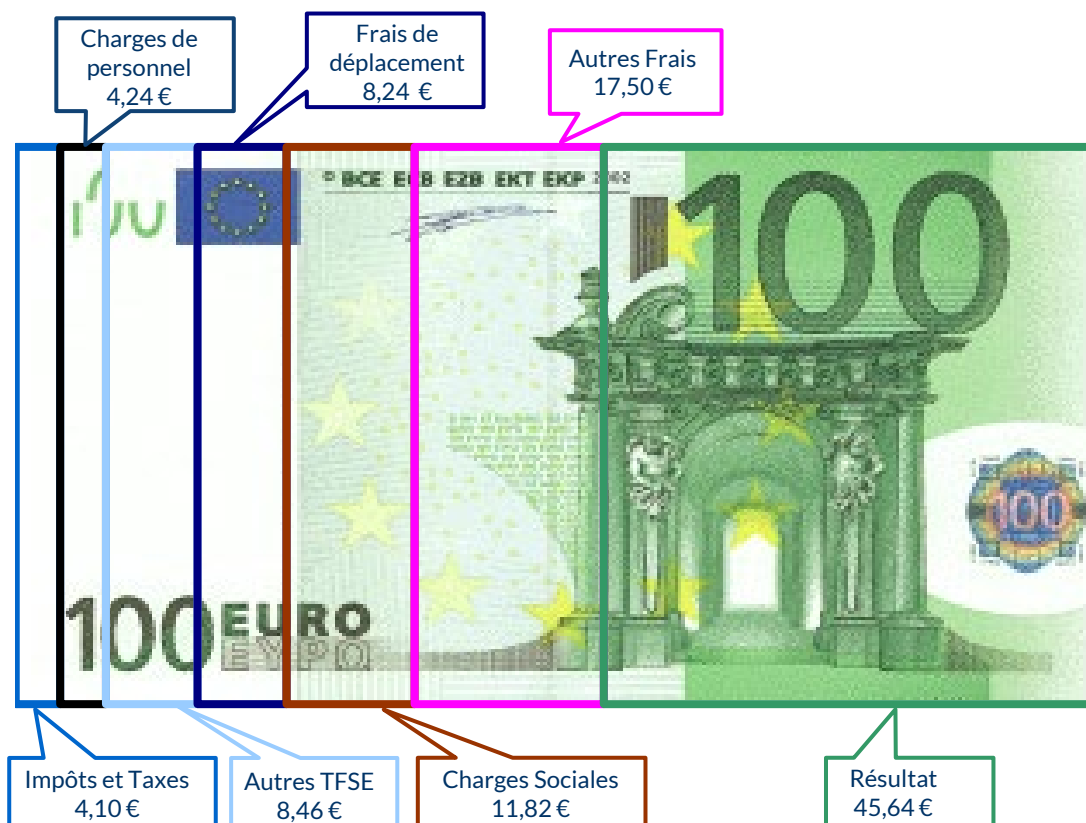 Charges de
personnel
4,24 €
Frais de
déplacement
8,24 €
Autres Frais
17,50 €
© BCE ECB EZB EKT EKP 2002
100
100
100 EURO
ΕΥΡΩ
Impôts et Taxes
4,10 €
Autres TFSE
8,46 €
Charges Sociales
11,82 €
Résultat
45,64 €